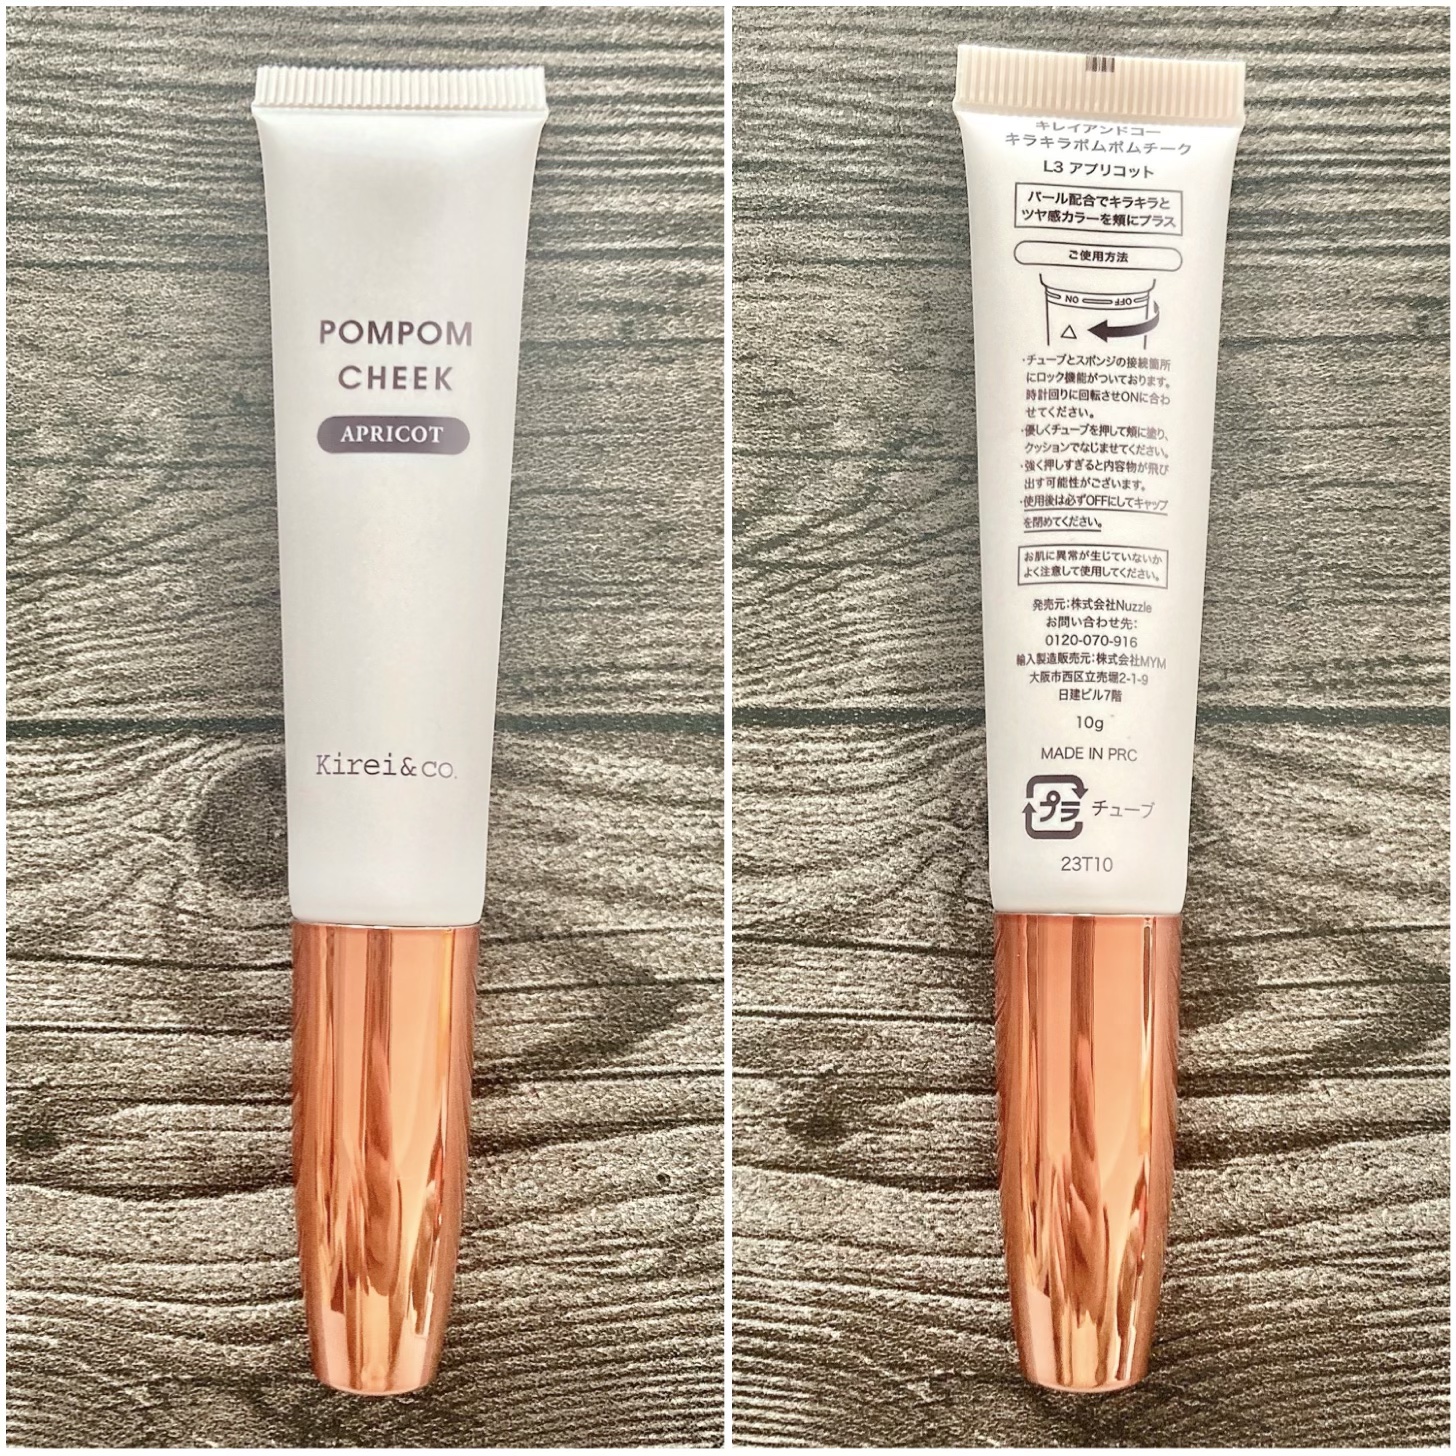 POMPOM
CHEEK
APRICOT
Kirei&co.
キレイアンドコー
キラキラポムポムチーク
L3 アプリコット
パール配合でキラキラと
ツヤ感カラーを頬にプラス
ご使用方法
ON OFF
・チューブとスポンジの接続箇所
にロック機能がついております。
時計回りに回転させONに合わ
せてください。
・優しくチューブを押して頬に塗り、
クッションでなじませてください。
・強く押しすぎると内容物が飛び
出す可能性がございます。
・使用後は必ずOFFにしてキャップ
を閉めてください。
お肌に異常が生じていないか
よく注意して使用してください。
発売元:株式会社Nuzzle
お問い合わせ先:
0120-070-916
輸入製造販売元:株式会社MYM
大阪市西区立売堀2-1-9
日建ビル7階
10g
MADE IN PRC
プラ チューブ
23T10